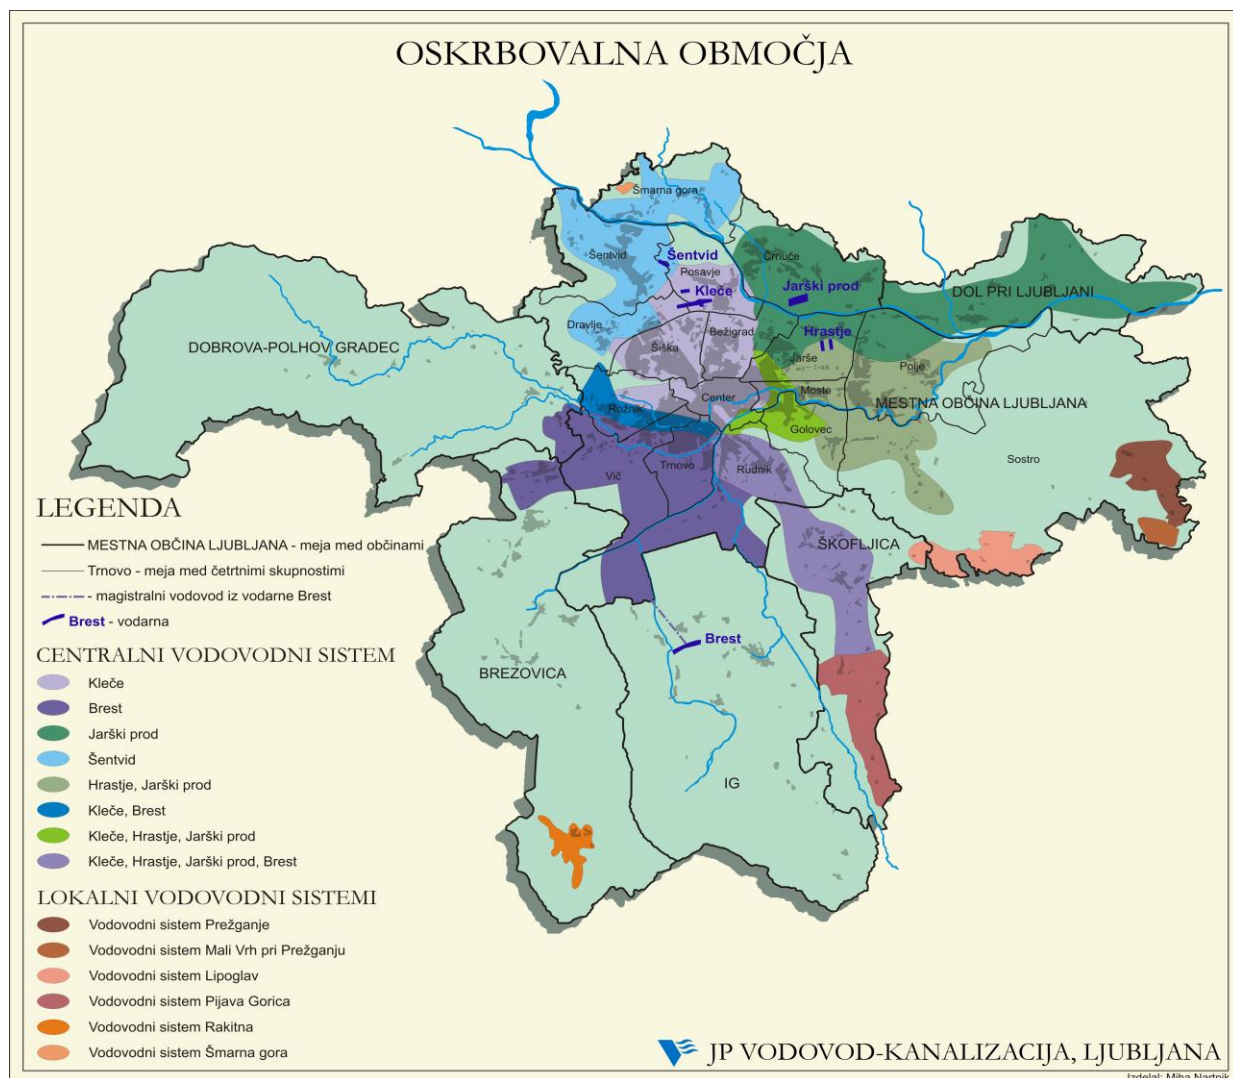 OSKRBOVALNA OBMOČJA
Šmarna gora
Šentvid
Šentvid
Posavje
Kleče
Črnuče
Jarški prod
DOL PRI LJUBLJANI
Dravlje
Bežigrad
Hrastje
DOBROVA-POLHOV GRADEC
Šiška
Jarše
Polje
Rožnik
Center
Moste
MESTNA OBČINA LJUBLJANA
Golovec
Sostro
Vič
Trnovo
Rudnik
ŠKOFLJICA
Brest
BREZOVICA
IG
LEGENDA
MESTNA OBČINA LJUBLJANA - meja med občinami
Trnovo - meja med četrtnimi skupnostimi
- magistralni vodovod iz vodarne Brest
Brest - vodarna
CENTRALNI VODOVODNI SISTEM
Kleče
Brest
Jarški prod
Šentvid
Hrastje, Jarški prod
Kleče, Brest
Kleče, Hrastje, Jarški prod
Kleče, Hrastje, Jarški prod, Brest
LOKALNI VODOVODNI SISTEMI
Vodovodni sistem Prežganje
Vodovodni sistem Mali Vrh pri Prežganju
Vodovodni sistem Lipoglav
Vodovodni sistem Pijava Gorica
Vodovodni sistem Rakitna
Vodovodni sistem Šmarna gora
JP VODOVOD-KANALIZACIJA, LJUBLJANA
Izdelal: Miha Nartnik